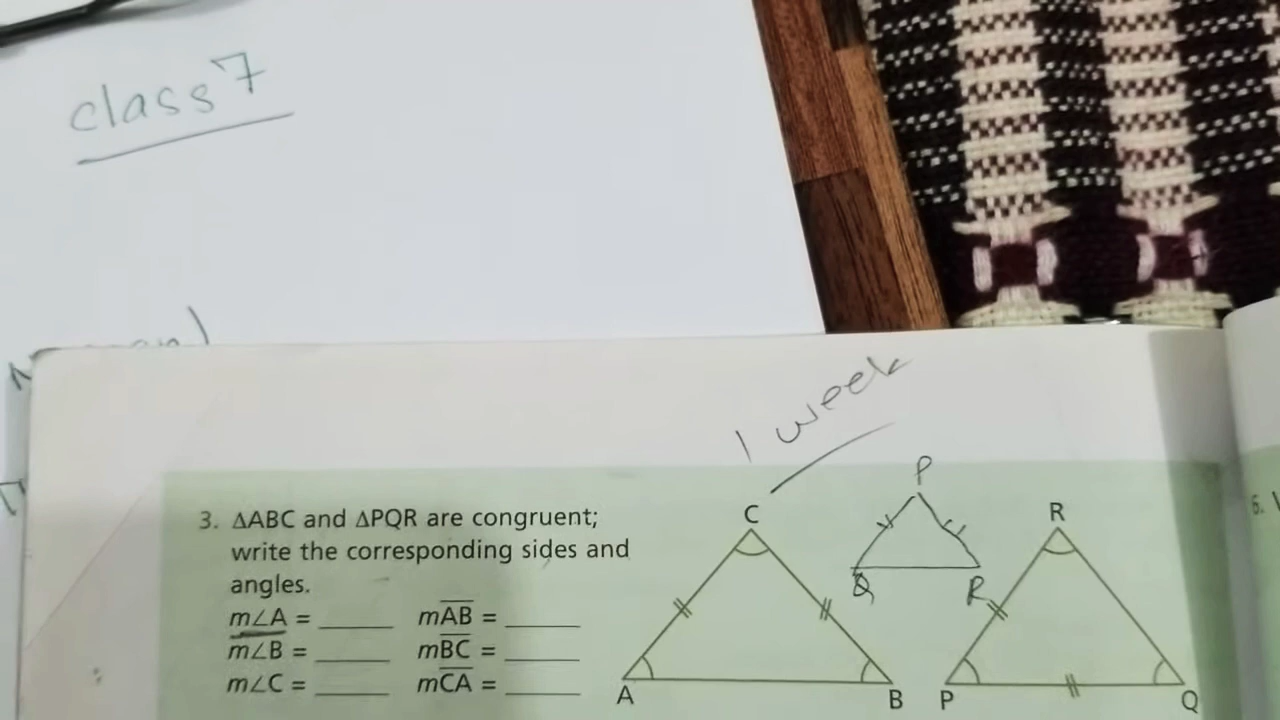 class 7
1 week
3. ΔABC and ΔPQR are congruent;
write the corresponding sides and
angles.
m∠A = ______ mAB = ______
m∠B = ______ mBC = ______
m∠C = ______ mCA = ______
C
A
B
P
Q
R
R
P
Q
6.